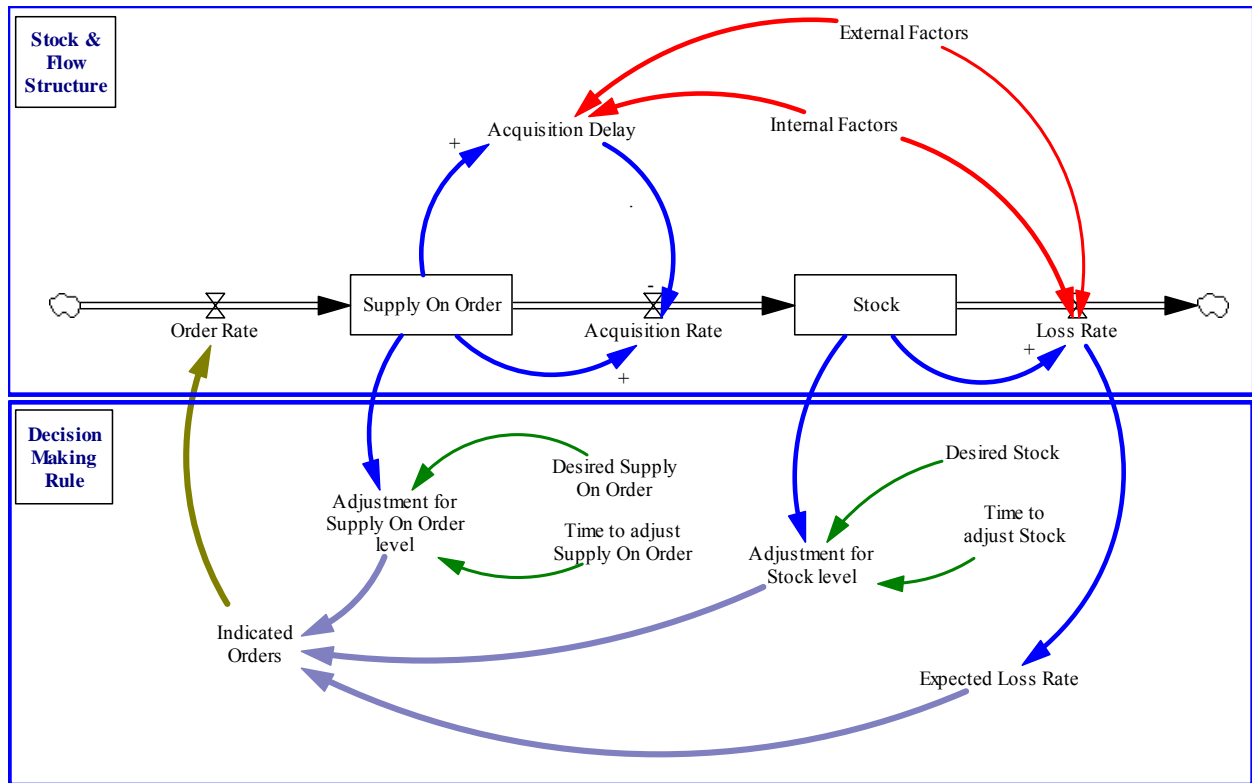 Stock &
Flow
Structure
External Factors
Internal Factors
Acquisition Delay
+
.
Supply On Order
-
Stock
Order Rate
Acquisition Rate
Loss Rate
+
+
Decision
Making
Rule
Desired Supply
On Order
Desired Stock
Adjustment for
Supply On Order
level
Time to adjust
Supply On Order
Time to
adjust Stock
Adjustment for
Stock level
Indicated
Orders
Expected Loss Rate